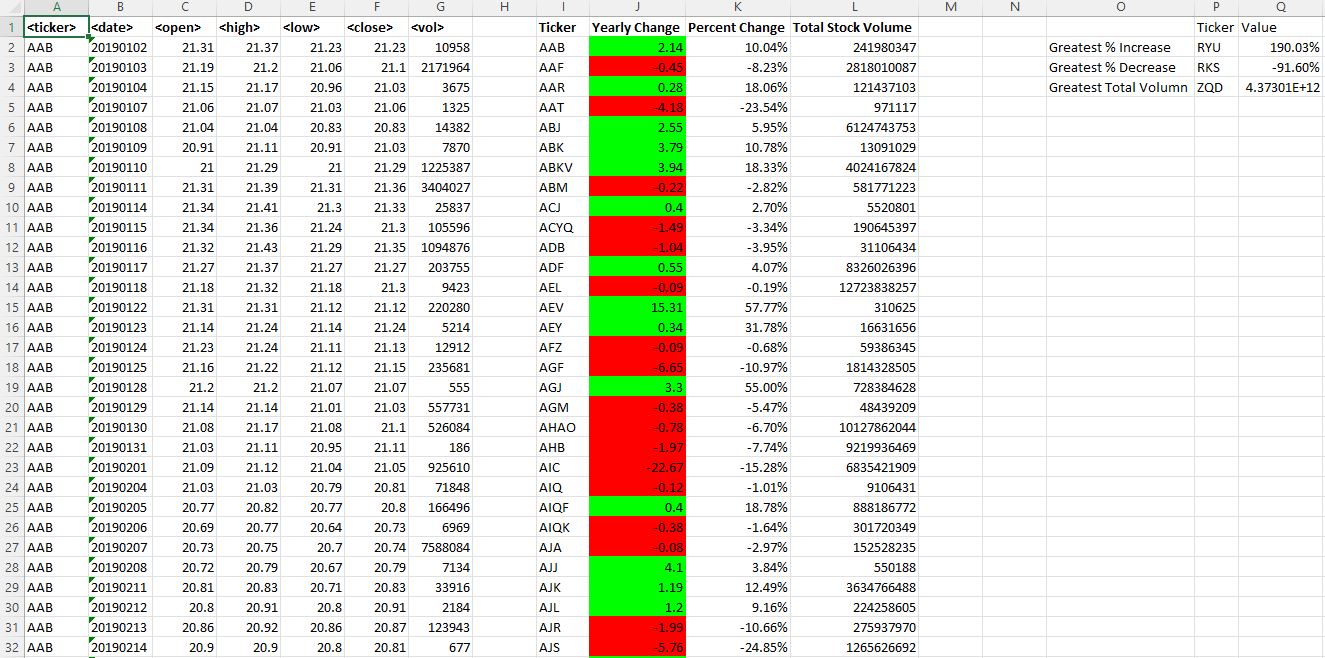 A B C D E F G H I J K L M N O P Q
1 <ticker> <date> <open> <high> <low> <close> <vol> Ticker Yearly Change Percent Change Total Stock Volume Ticker Value
2 AAB 20190102 21.31 21.37 21.23 21.23 10958 AAB 2.14 10.04% 241980347 Greatest % Increase RYU 190.03%
3 AAB 20190103 21.19 21.2 21.06 21.1 2171964 AAF -0.45 -8.23% 2818010087 Greatest % Decrease RKS -91.60%
4 AAB 20190104 21.15 21.17 20.96 21.03 3675 AAR 0.28 18.06% 121437103 Greatest Total Volumn ZQD 4.37301E+12
5 AAB 20190107 21.06 21.07 21.03 21.06 1325 AAT -4.18 -23.54% 971117
6 AAB 20190108 21.04 21.04 20.83 20.83 14382 ABJ 2.55 5.95% 6124743753
7 AAB 20190109 20.91 21.11 20.91 21.03 7870 ABK 3.79 10.78% 13091029
8 AAB 20190110 21 21.29 21 21.29 1225387 ABKV 3.94 18.33% 4024167824
9 AAB 20190111 21.31 21.39 21.31 21.36 3404027 ABM -0.22 -2.82% 581771223
10 AAB 20190114 21.34 21.41 21.3 21.33 25837 ACJ 0.4 2.70% 5520801
11 AAB 20190115 21.34 21.36 21.24 21.3 105596 ACYQ -1.49 -3.34% 190645397
12 AAB 20190116 21.32 21.43 21.29 21.35 1094876 ADB -1.04 -3.95% 31106434
13 AAB 20190117 21.27 21.37 21.27 21.27 203755 ADF 0.55 4.07% 8326026396
14 AAB 20190118 21.18 21.32 21.18 21.3 9423 AEL -0.09 -0.19% 12723838257
15 AAB 20190122 21.31 21.31 21.12 21.12 220280 AEV 15.31 57.77% 310625
16 AAB 20190123 21.14 21.24 21.14 21.24 5214 AEY 0.34 31.78% 16631656
17 AAB 20190124 21.23 21.24 21.11 21.13 12912 AFZ -0.09 -0.68% 59386345
18 AAB 20190125 21.16 21.22 21.12 21.15 235681 AGF -6.65 -10.97% 1814328505
19 AAB 20190128 21.2 21.2 21.07 21.07 555 AGJ 3.3 55.00% 728384628
20 AAB 20190129 21.14 21.14 21.01 21.03 557731 AGM -0.38 -5.47% 48439209
21 AAB 20190130 21.08 21.17 21.08 21.1 526084 AHAO -0.78 -6.70% 10127862044
22 AAB 20190131 21.03 21.11 20.95 21.11 186 AHB -1.97 -7.74% 9219936469
23 AAB 20190201 21.09 21.12 21.04 21.05 925610 AIC -22.67 -15.28% 6835421909
24 AAB 20190204 21.03 21.03 20.79 20.81 71848 AIQ -0.12 -1.01% 9106431
25 AAB 20190205 20.77 20.82 20.77 20.8 166496 AIQF 0.4 18.78% 888186772
26 AAB 20190206 20.69 20.77 20.64 20.73 6969 AIQK -0.38 -1.64% 301720349
27 AAB 20190207 20.73 20.75 20.7 20.74 7588084 AJA -0.08 -2.97% 152528235
28 AAB 20190208 20.72 20.79 20.67 20.79 7134 AJJ 4.1 3.84% 550188
29 AAB 20190211 20.81 20.83 20.71 20.83 33916 AJK 1.19 12.49% 3634766488
30 AAB 20190212 20.8 20.91 20.8 20.91 2184 AJL 1.2 9.16% 224258605
31 AAB 20190213 20.86 20.92 20.86 20.87 123943 AJR -1.99 -10.66% 275937970
32 AAB 20190214 20.9 20.9 20.8 20.81 677 AJS -5.76 -24.85% 1265626692